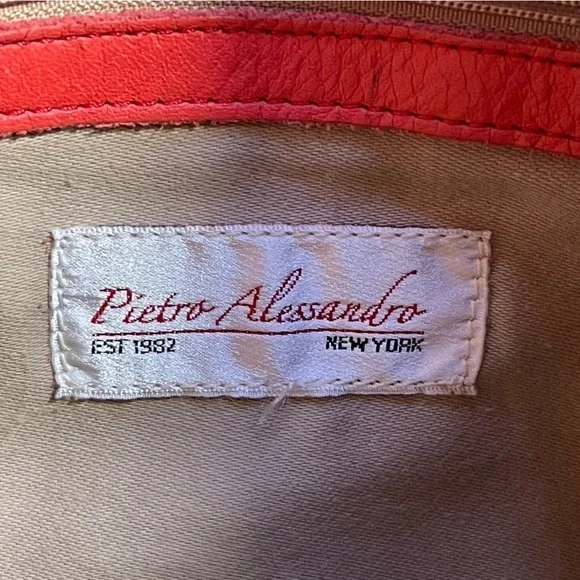 Pietro Alessandro
EST 1982 NEW YORK